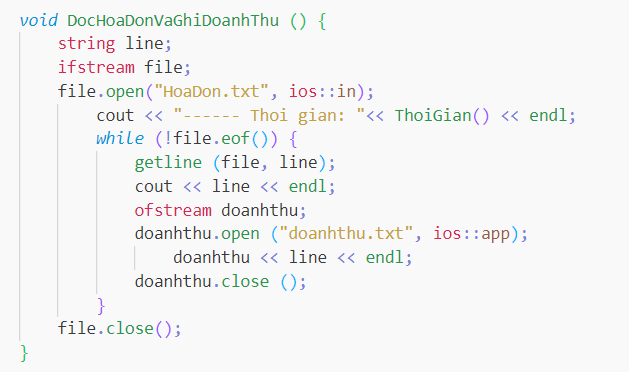 void DocHoaDonVaGhiDoanhThu () {
    string line;
    ifstream file;
    file.open("HoaDon.txt", ios::in);
        cout << "------ Thoi gian: "<< ThoiGian() << endl;
        while (!file.eof()) {
            getline (file, line);
            cout << line << endl;
            ofstream doanhthu;
            doanhthu.open ("doanhthu.txt", ios::app);
                doanhthu << line << endl;
            doanhthu.close ();
        }
    file.close();
}